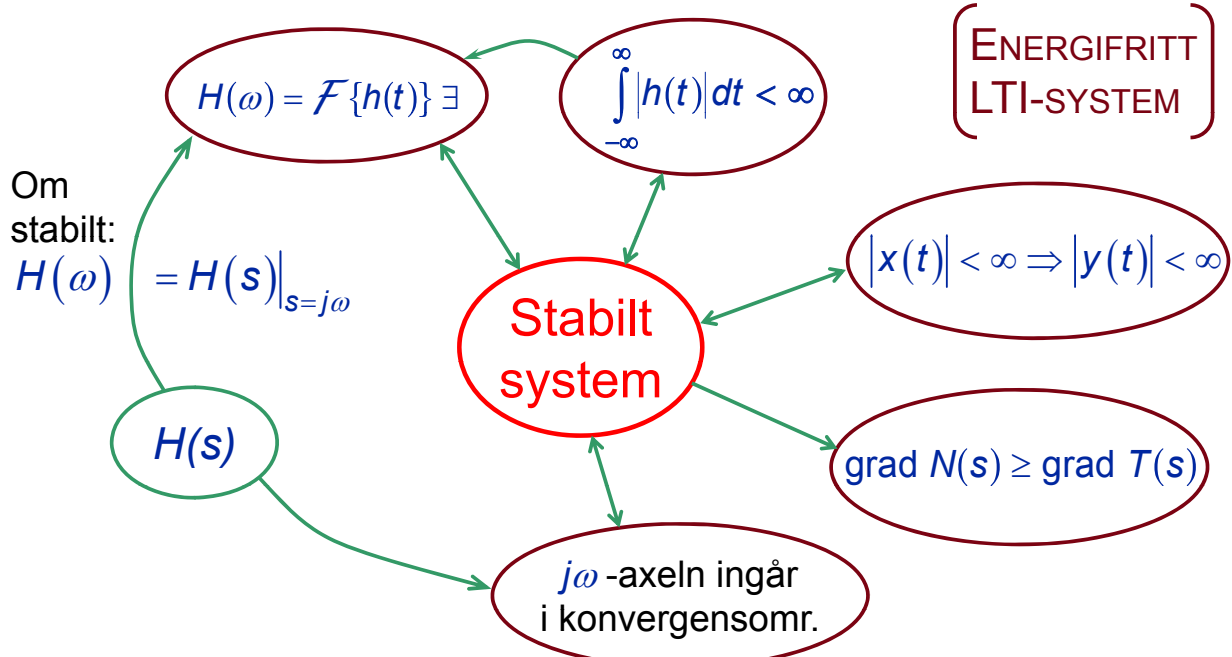 ENERGIFRITT
LTI-SYSTEM
H(ω) = ℱ{h(t)} ∃
∞
∫|h(t)|dt < ∞
−∞
Om
stabilt:
H(ω) = H(s)|s=jω
|x(t)| < ∞ ⇒ |y(t)| < ∞
Stabilt
system
H(s)
grad N(s) ≥ grad T(s)
jω -axeln ingår
i konvergensomr.